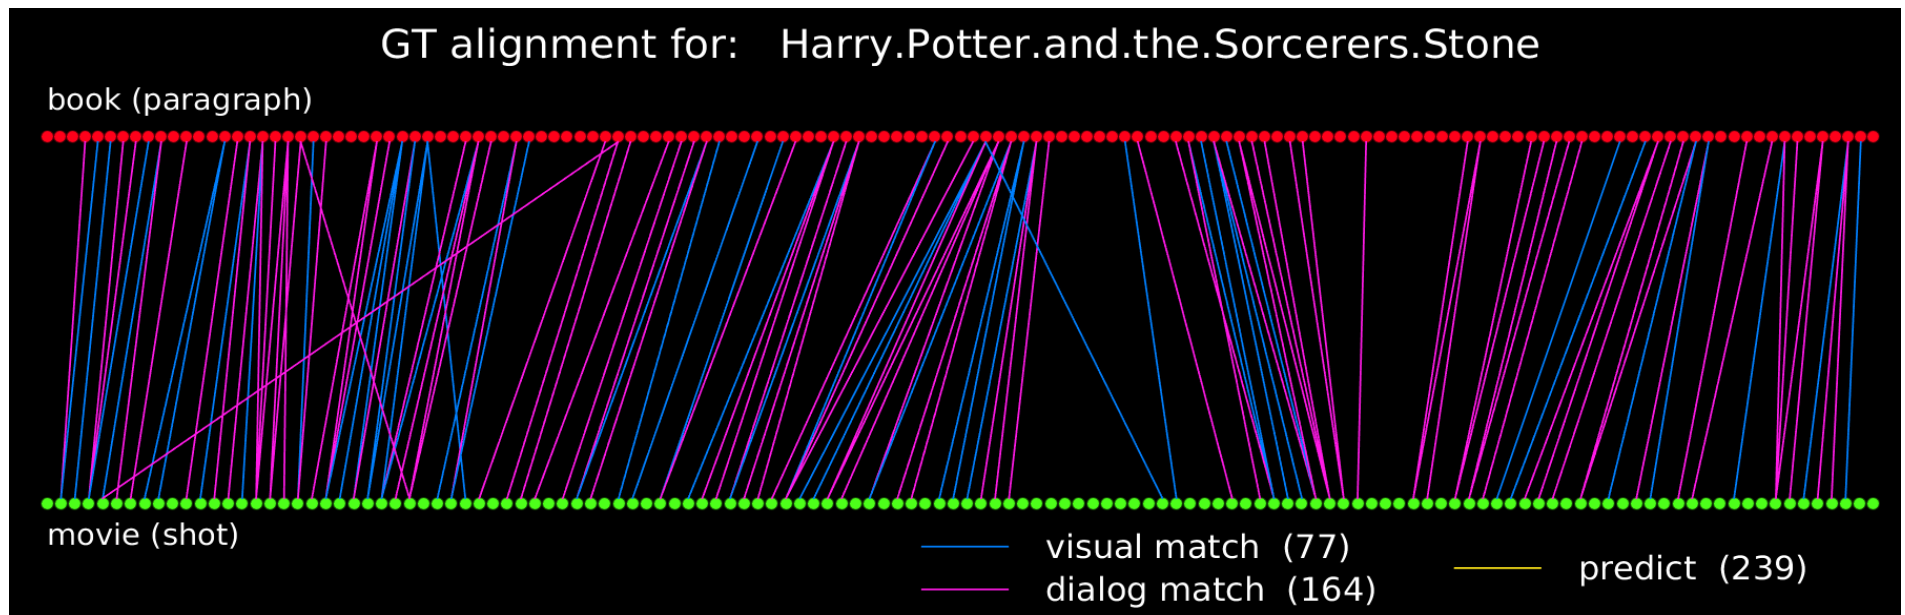 GT alignment for: Harry.Potter.and.the.Sorcerers.Stone
book (paragraph)
movie (shot)
visual match (77)
dialog match (164)
predict (239)